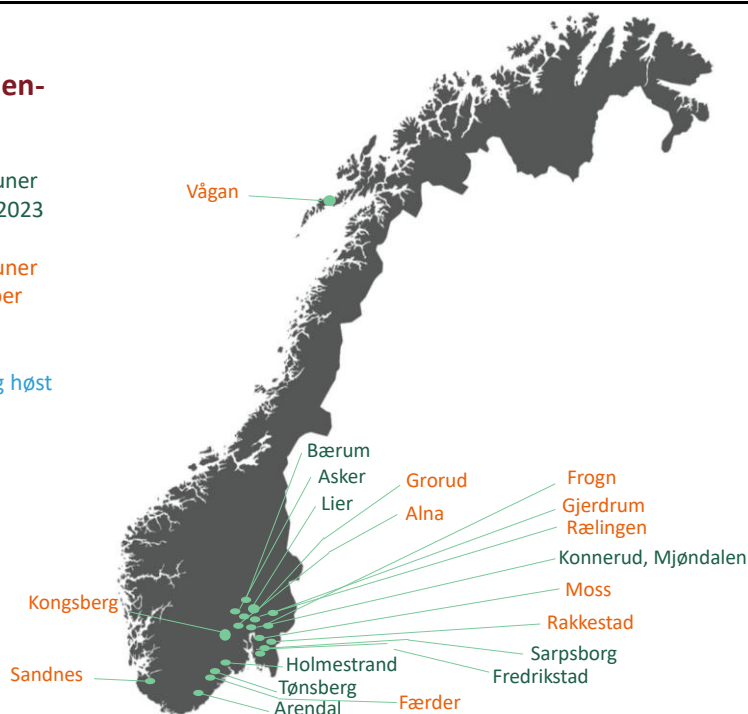 en-
uner
2023
uner
per
g høst
Vågan
Bærum
Asker
Lier
Grorud
Alna
Frogn
Gjerdrum
Rælingen
Konnerud, Mjøndalen
Moss
Rakkestad
Sarpsborg
Fredrikstad
Kongsberg
Sandnes
Holmestrand
Tønsberg
Arendal
Færder